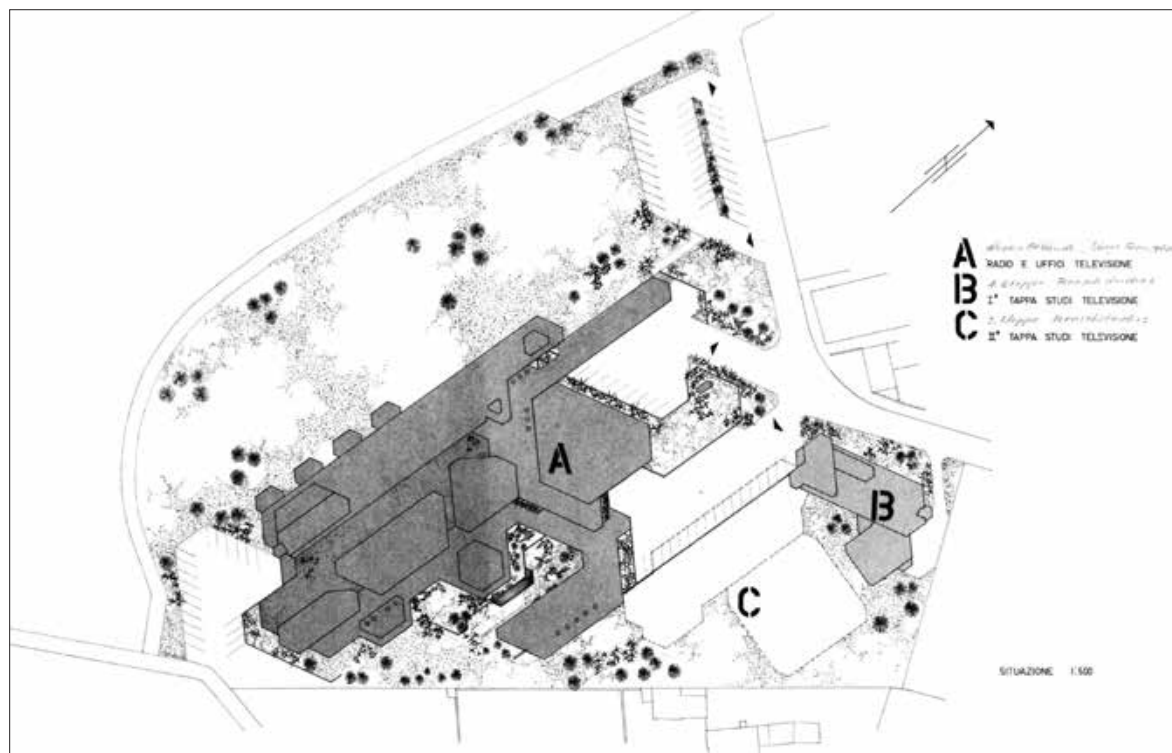 A
RADIO E UFFICI TELEVISIONE
B
I° TAPPA STUDI TELEVISIONE
C
II° TAPPA STUDI TELEVISIONE
A
B
C
SITUAZIONE 1:500